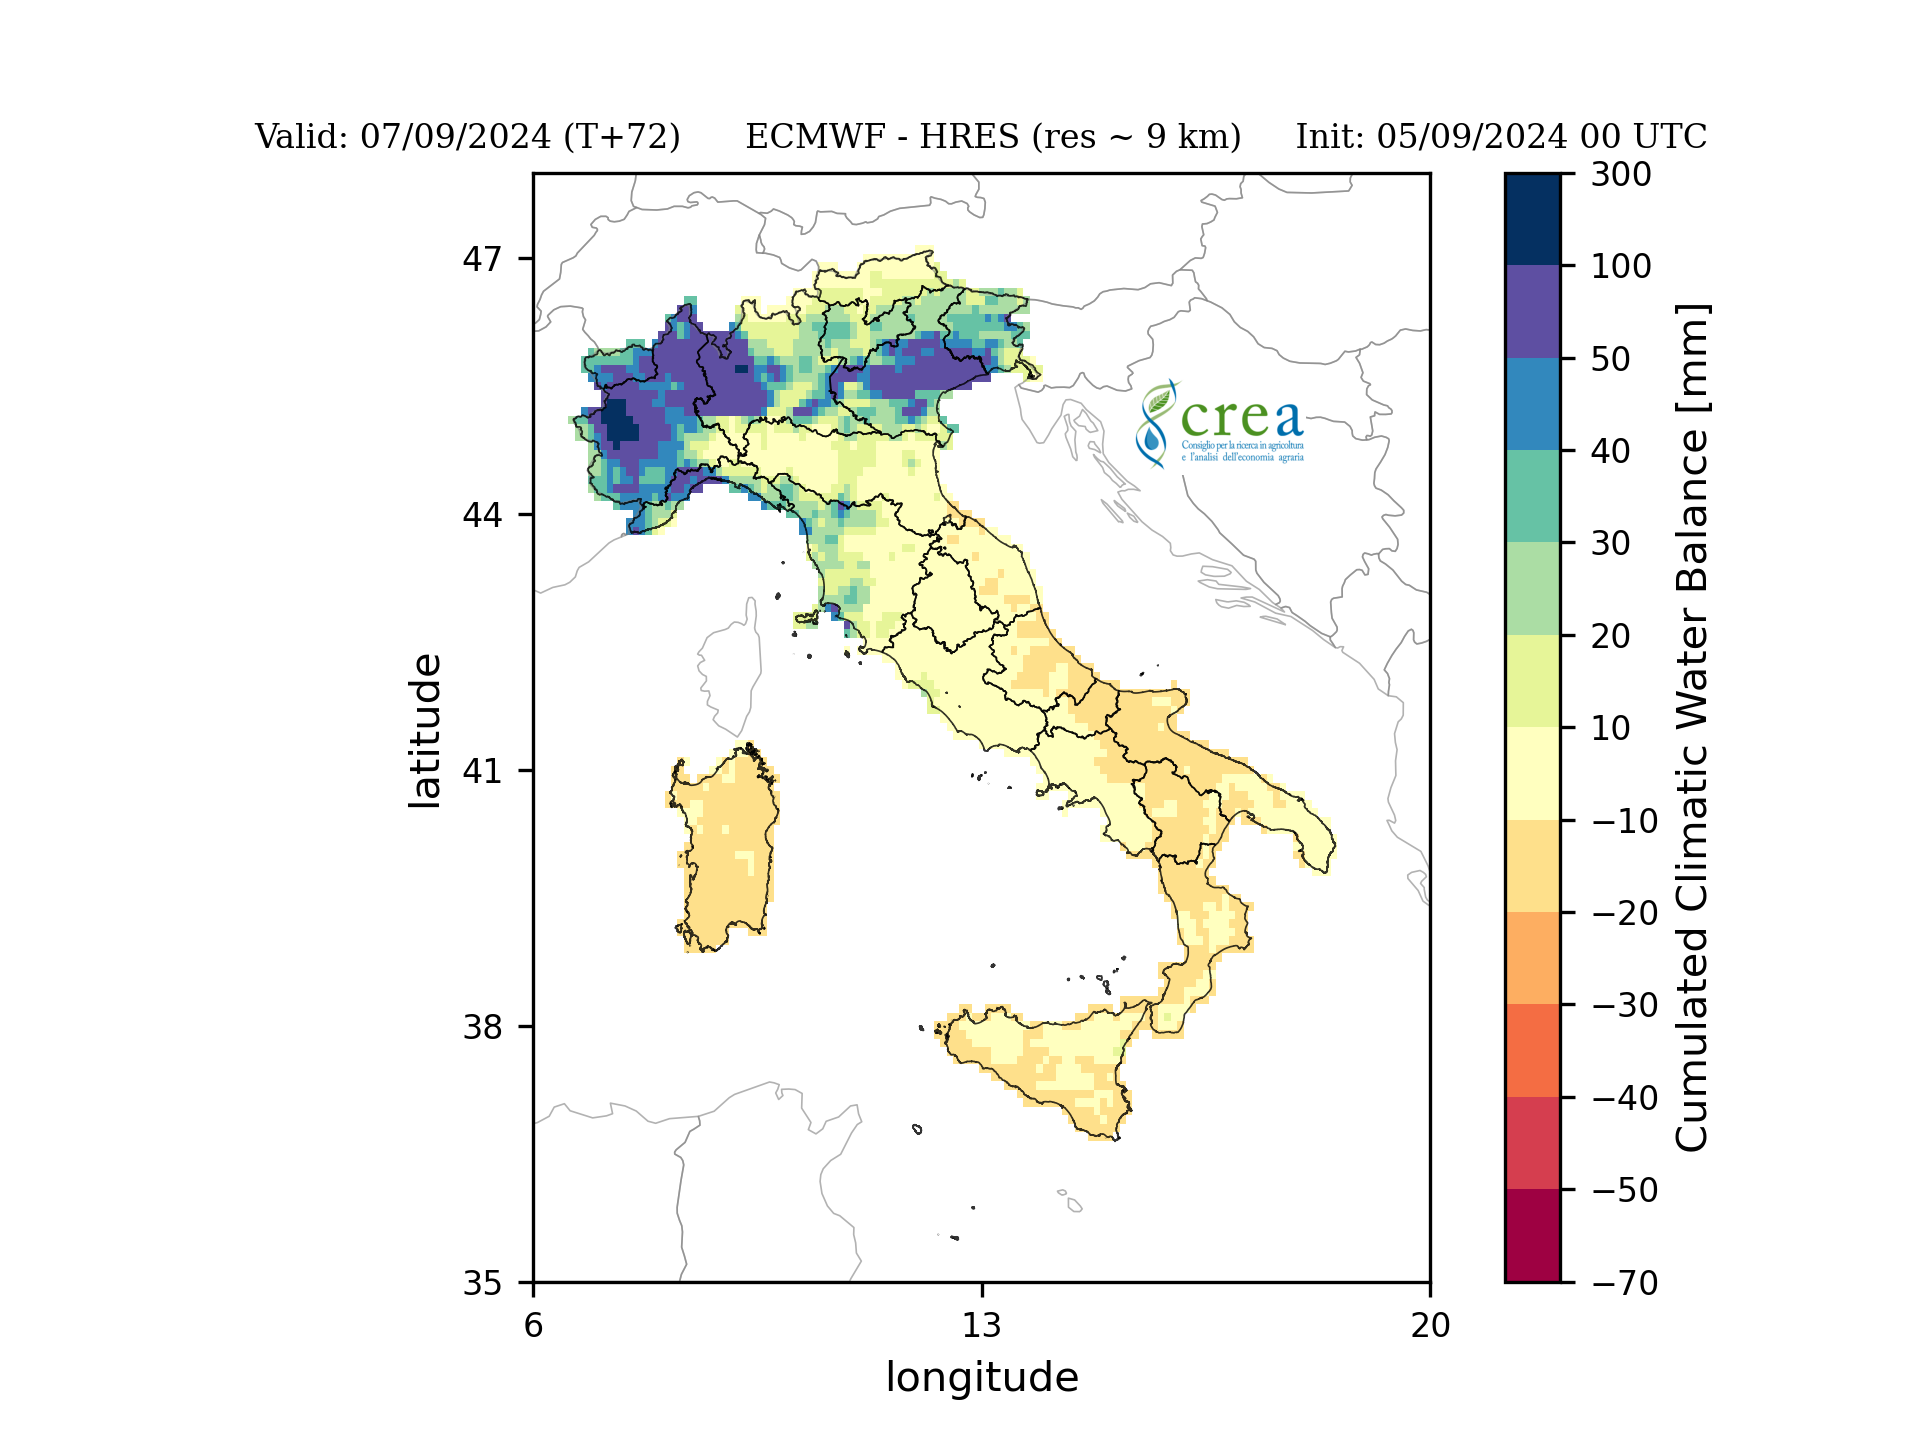 Valid: 07/09/2024 (T+72) ECMWF - HRES (res ~ 9 km) Init: 05/09/2024 00 UTC
47
44
41
38
35
latitude
6 13 20
longitude
crea
Consiglio per la ricerca in agricoltura
e l'analisi dell'economia agraria
300
100
50
40
30
20
10
−10
−20
−30
−40
−50
−70
Cumulated Climatic Water Balance [mm]